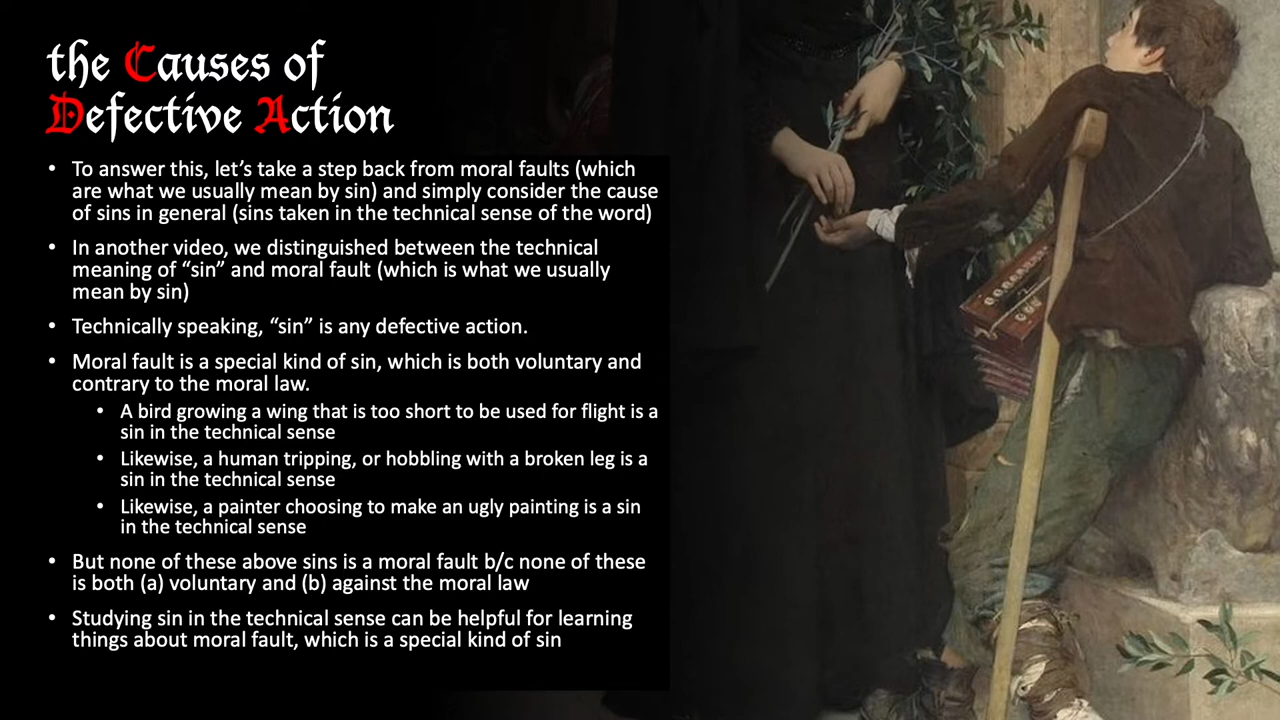 the Causes of
Defective Action
• To answer this, let’s take a step back from moral faults (which
are what we usually mean by sin) and simply consider the cause
of sins in general (sins taken in the technical sense of the word)
• In another video, we distinguished between the technical
meaning of “sin” and moral fault (which is what we usually
mean by sin)
• Technically speaking, “sin” is any defective action.
• Moral fault is a special kind of sin, which is both voluntary and
contrary to the moral law.
• A bird growing a wing that is too short to be used for flight is a
sin in the technical sense
• Likewise, a human tripping, or hobbling with a broken leg is a
sin in the technical sense
• Likewise, a painter choosing to make an ugly painting is a sin
in the technical sense
• But none of these above sins is a moral fault b/c none of these
is both (a) voluntary and (b) against the moral law
• Studying sin in the technical sense can be helpful for learning
things about moral fault, which is a special kind of sin